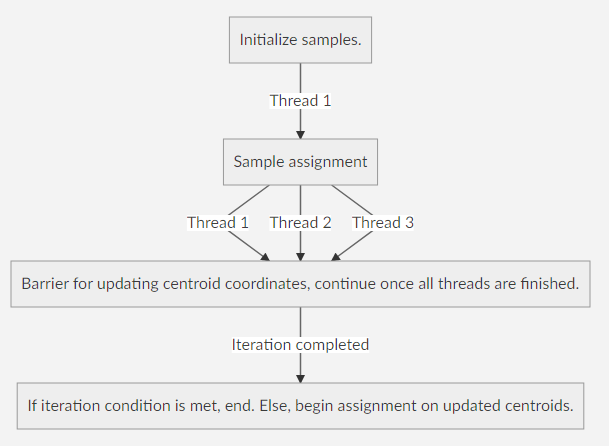 Initialize samples.
Thread 1
Sample assignment
Thread 1 Thread 2 Thread 3
Barrier for updating centroid coordinates, continue once all threads are finished.
Iteration completed
If iteration condition is met, end. Else, begin assignment on updated centroids.